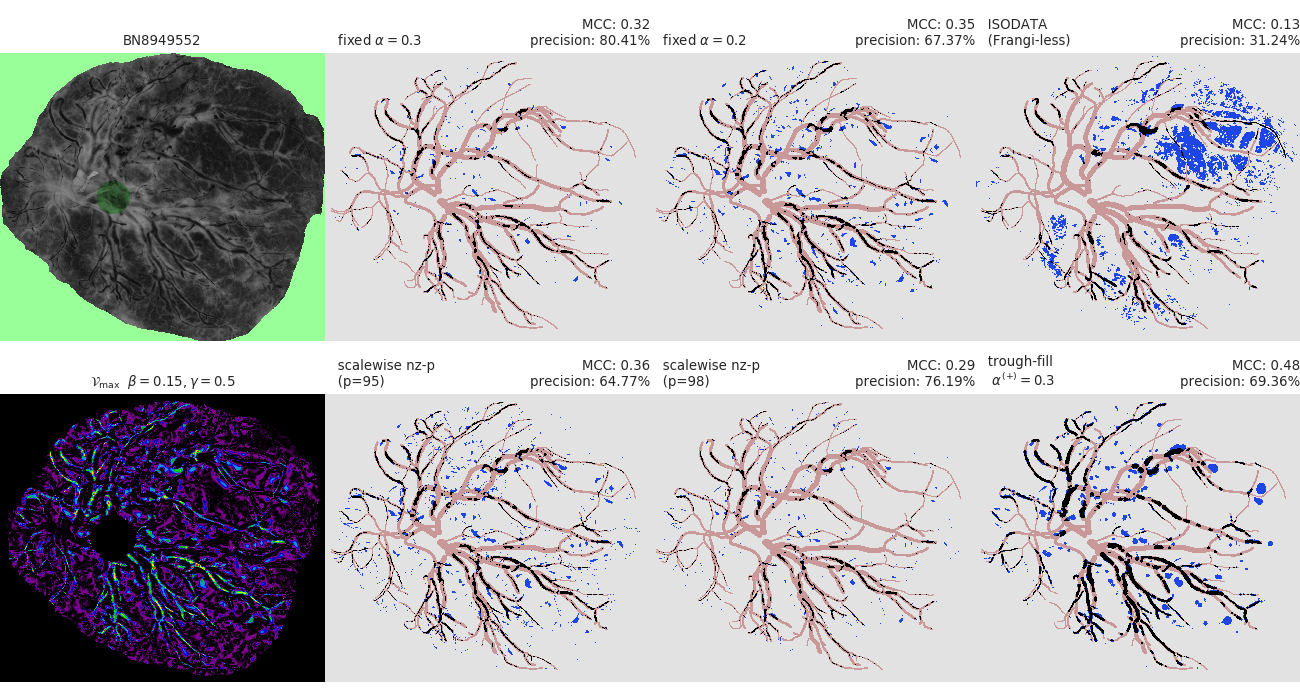 BN8949552
fixed α = 0.3
MCC: 0.32
precision: 80.41%
fixed α = 0.2
MCC: 0.35
precision: 67.37%
ISODATA
(Frangi-less)
MCC: 0.13
precision: 31.24%
𝒱max β = 0.15, γ = 0.5
scalewise nz-p
(p=95)
MCC: 0.36
precision: 64.77%
scalewise nz-p
(p=98)
MCC: 0.29
precision: 76.19%
trough-fill
α(+) = 0.3
MCC: 0.48
precision: 69.36%